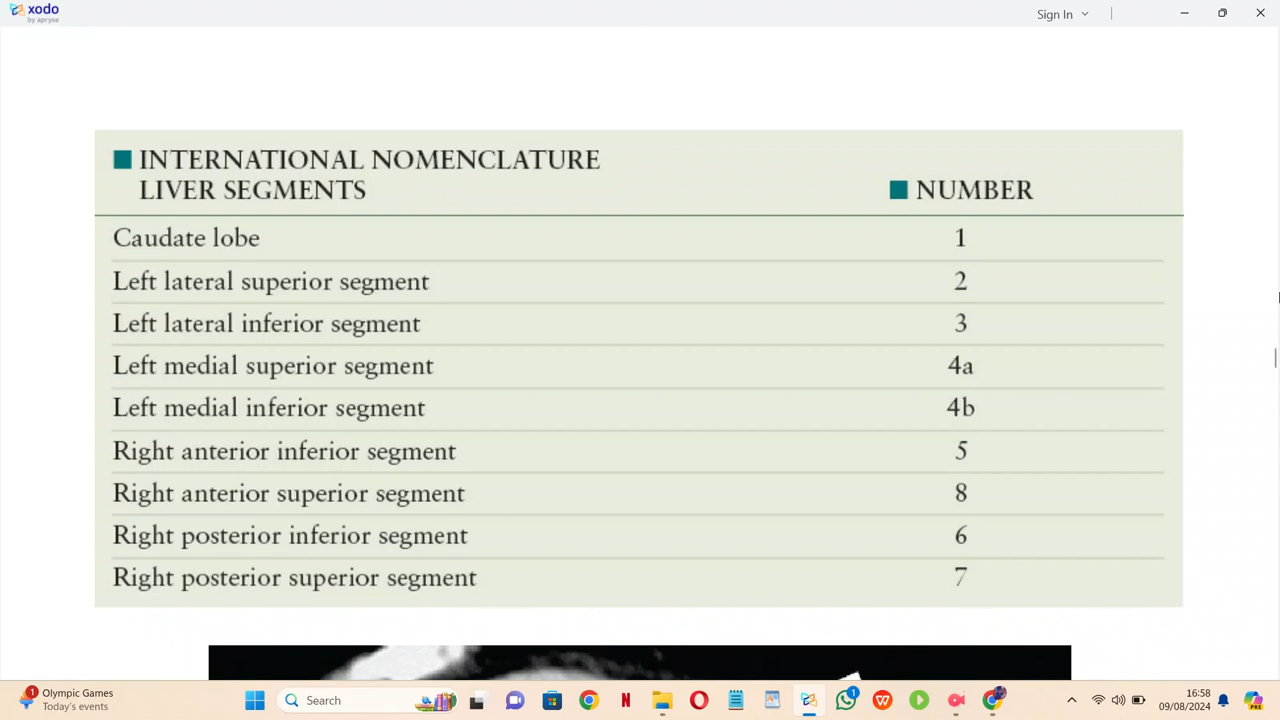 xodo
by apryse
Sign In
INTERNATIONAL NOMENCLATURE
LIVER SEGMENTS
NUMBER
Caudate lobe 1
Left lateral superior segment 2
Left lateral inferior segment 3
Left medial superior segment 4a
Left medial inferior segment 4b
Right anterior inferior segment 5
Right anterior superior segment 8
Right posterior inferior segment 6
Right posterior superior segment 7
1
Olympic Games
Today's events
Search
N
1
W
16:58
09/08/2024
PRE